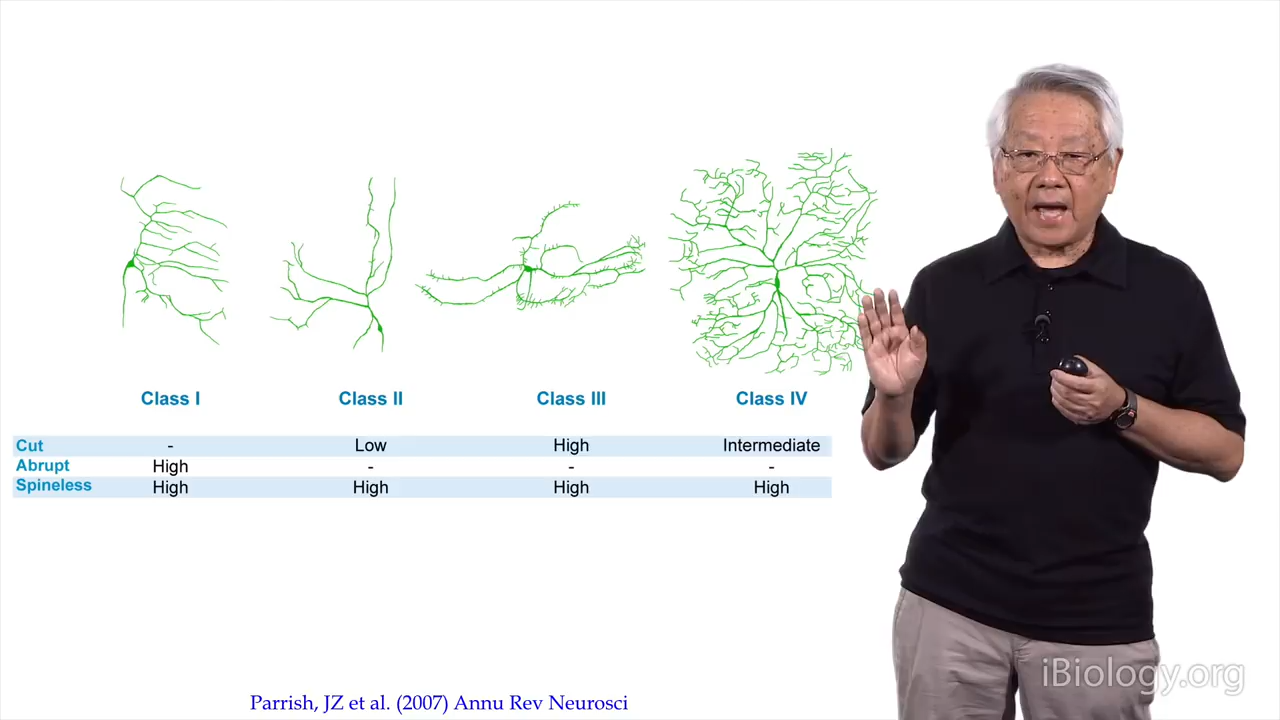 Class I Class II Class III Class IV
Cut - Low High Intermediate
Abrupt High - - -
Spineless High High High High
Parrish, JZ et al. (2007) Annu Rev Neurosci
iBiology.org